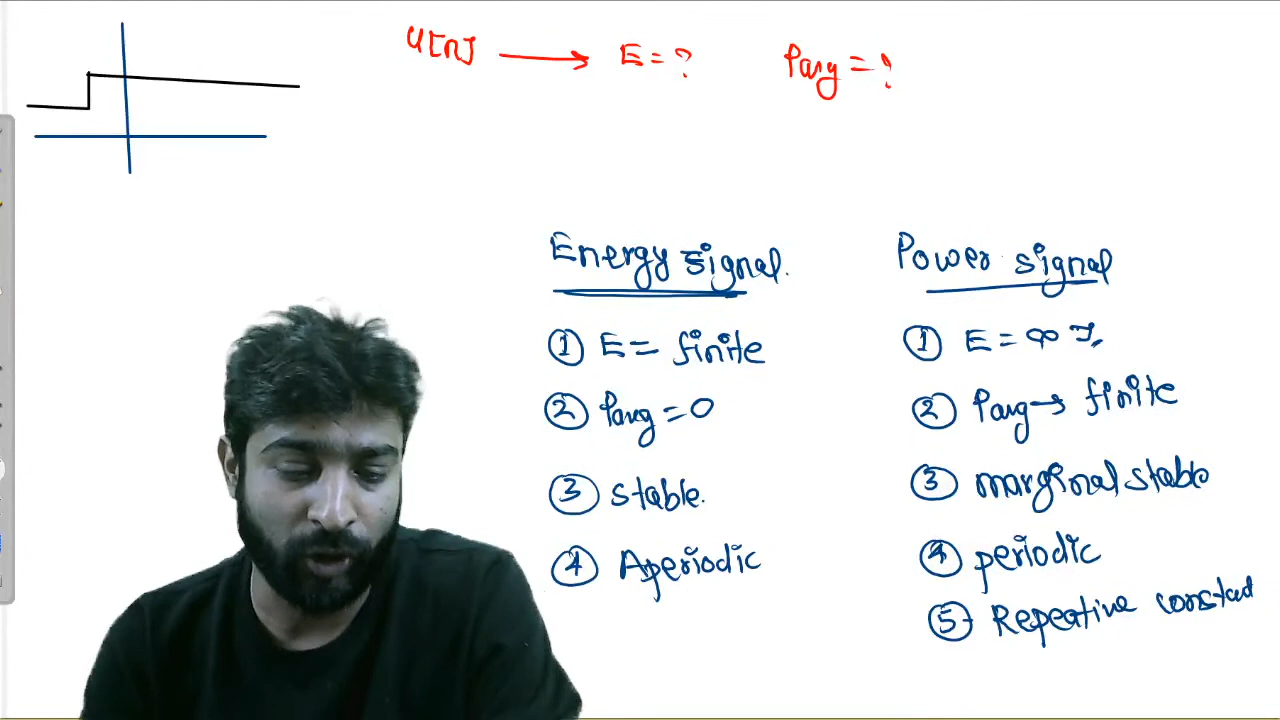 u[n] → E = ? Pavg = ?
Energy signal.
① E = finite
② Pavg = 0
③ stable.
④ Aperiodic
Power signal
① E = ∞ J.
② Pavg → finite
③ marginal stable
④ periodic
⑤ Repeative constant